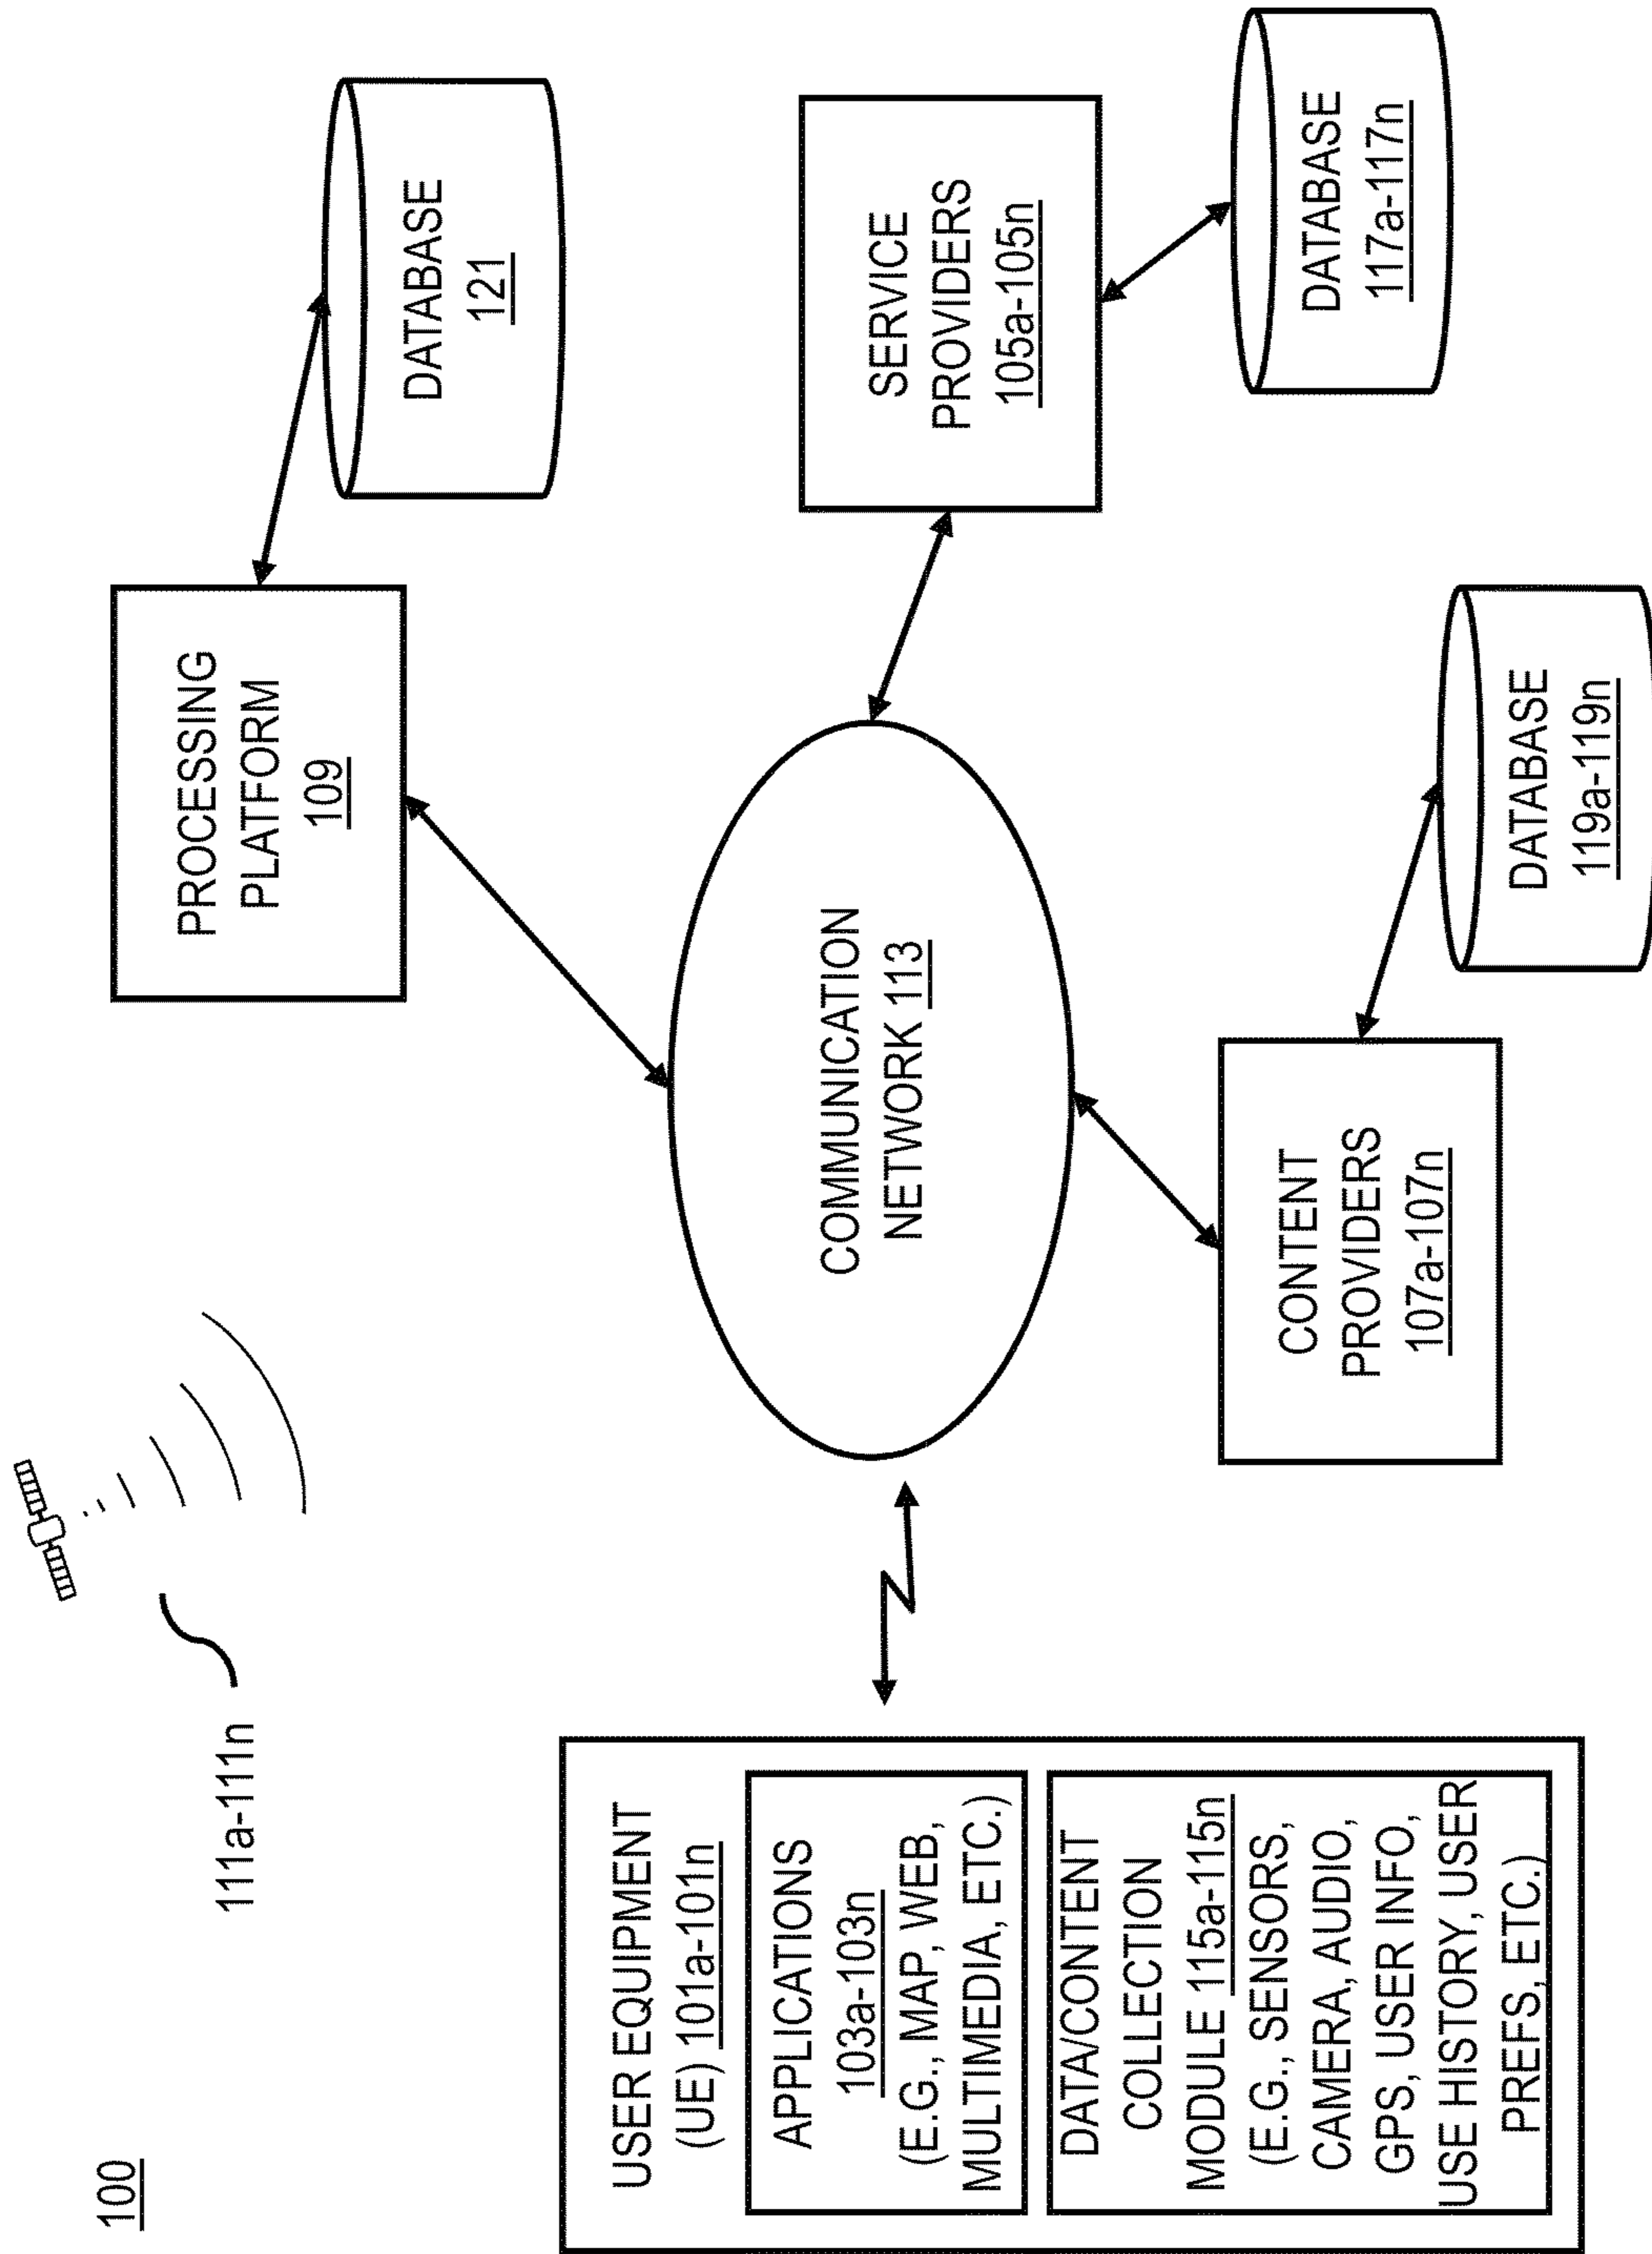 100
111a-111n
USER EQUIPMENT
(UE) 101a-101n
APPLICATIONS
103a-103n
(E.G., MAP, WEB,
MULTIMEDIA, ETC.)
DATA/CONTENT
COLLECTION
MODULE 115a-115n
(E.G., SENSORS,
CAMERA, AUDIO,
GPS, USER INFO,
USE HISTORY, USER
PREFS, ETC.)
COMMUNICATION
NETWORK 113
PROCESSING
PLATFORM
109
DATABASE
121
SERVICE
PROVIDERS
105a-105n
DATABASE
117a-117n
CONTENT
PROVIDERS
107a-107n
DATABASE
119a-119n